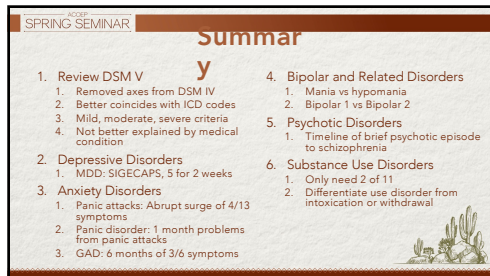 ACOEP
SPRING SEMINAR
Summar
y
1. Review DSM V
1. Removed axes from DSM IV
2. Better coincides with ICD codes
3. Mild, moderate, severe criteria
4. Not better explained by medical
condition
2. Depressive Disorders
1. MDD: SIGECAPS, 5 for 2 weeks
3. Anxiety Disorders
1. Panic attacks: Abrupt surge of 4/13
symptoms
2. Panic disorder: 1 month problems
from panic attacks
3. GAD: 6 months of 3/6 symptoms
4. Bipolar and Related Disorders
1. Mania vs hypomania
2. Bipolar 1 vs Bipolar 2
5. Psychotic Disorders
1. Timeline of brief psychotic episode
to schizophrenia
6. Substance Use Disorders
1. Only need 2 of 11
2. Differentiate use disorder from
intoxication or withdrawal